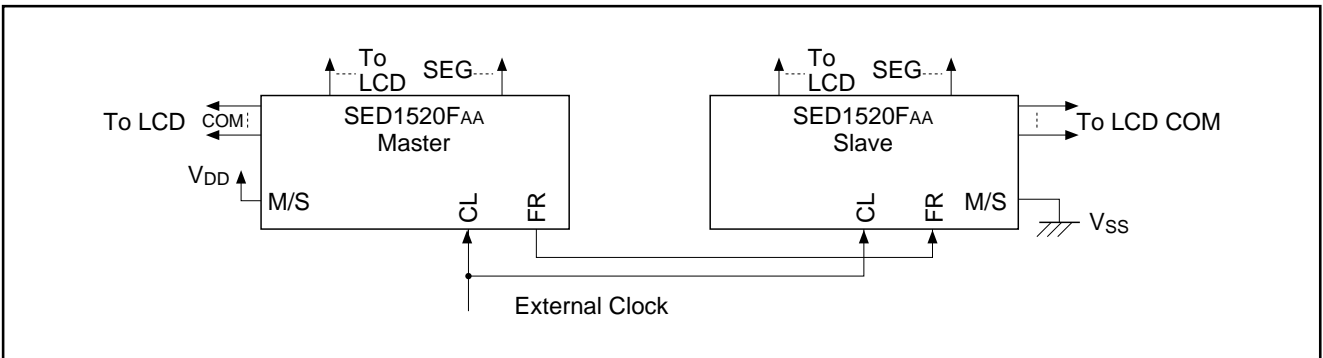 To
LCD
SEG
To
LCD
SEG
To LCD COM
SED1520FAA
Master
SED1520FAA
Slave
To LCD COM
VDD
M/S
CL
FR
CL
FR
M/S
VSS
External Clock